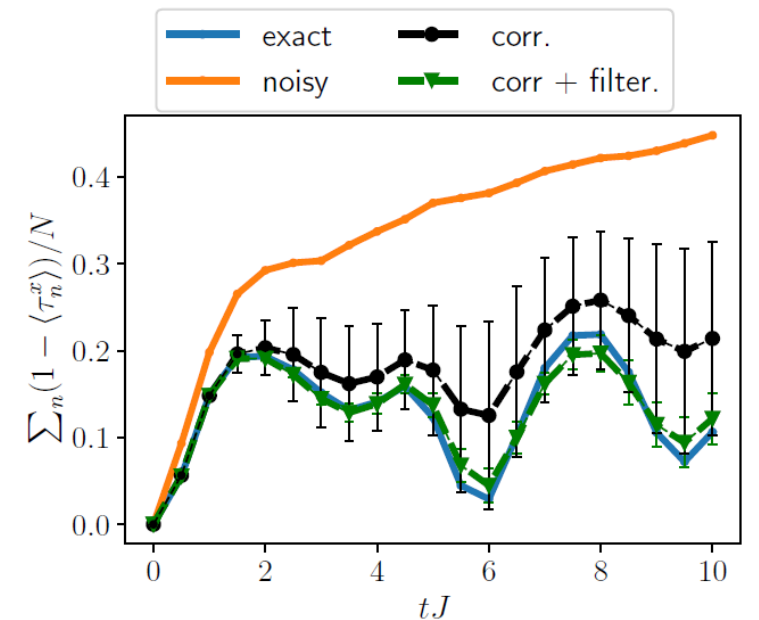 exact
corr.
noisy
corr + filter.
∑ₙ(1 − ⟨τₙˣ⟩)/N
0.4
0.3
0.2
0.1
0.0
0 2 4 6 8 10
tJ